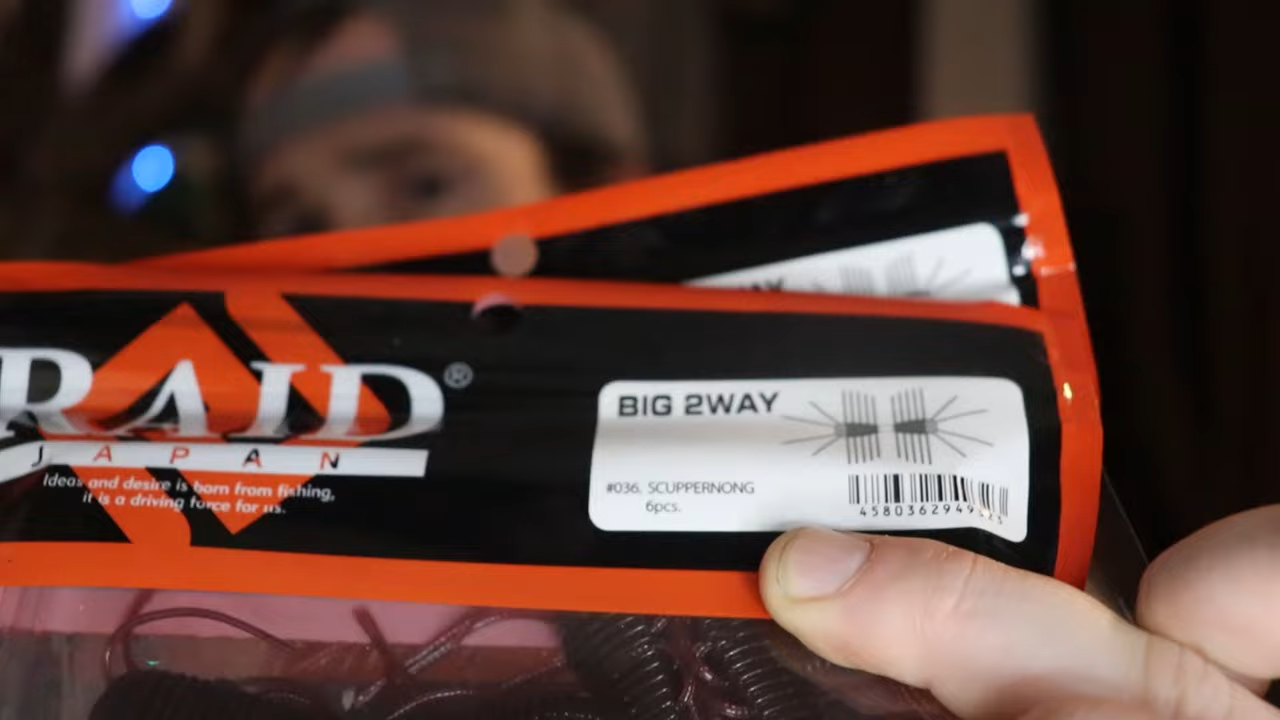 RAID®
JAPAN
Ideas and desire is born from fishing,
it is a driving force for us.
BIG 2WAY
#036. SCUPPERNONG
6pcs.